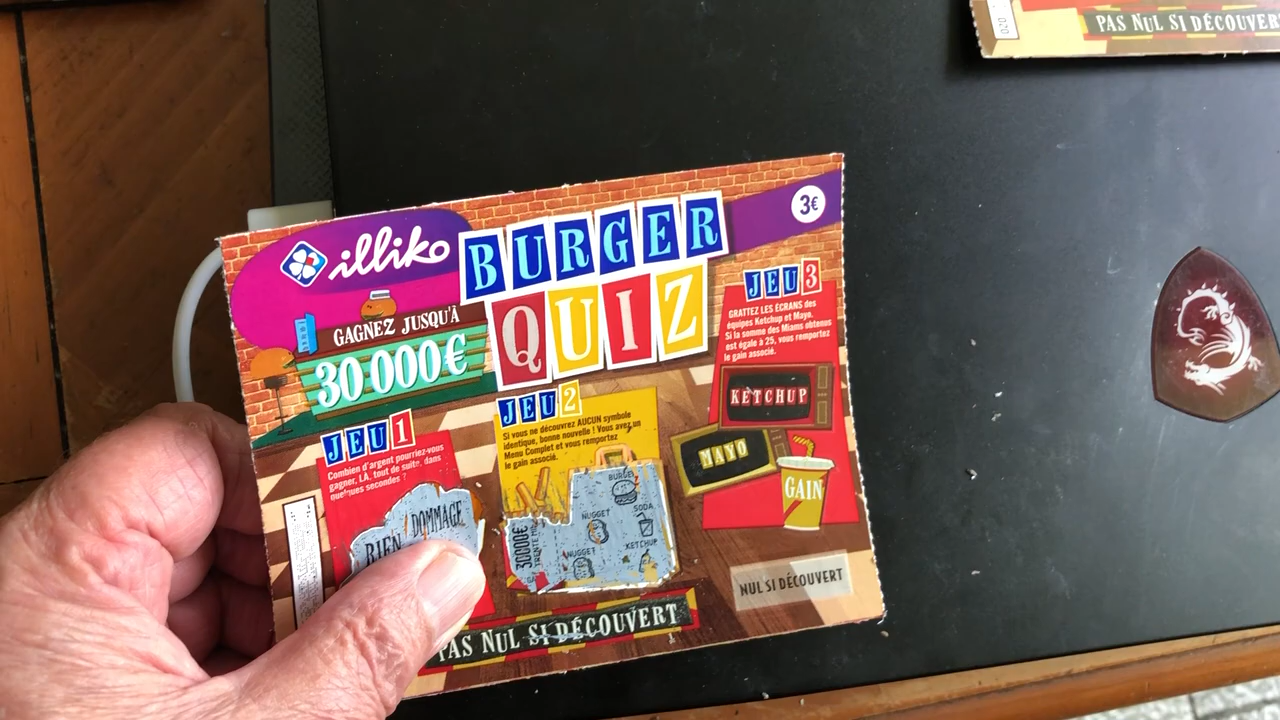 PAS NUL SI DÉCOUVER
020
illiko
BURGER
QUIZ
3€
GAGNEZ JUSQU'À
30 000€
JEU 1
Combien d'argent pourriez-vous
gagner, LA, tout de suite, dans
quelques secondes ?
RIEN
DOMMAGE
JEU 2
Si vous ne découvrez AUCUN symbole
identique, bonne nouvelle ! Vous avez un
Menu Complet et vous remportez
le gain associé.
BURGER
NUGGET
SODA
NUGGET
KETCHUP
30000€
JEU 3
GRATTEZ LES ÉCRANS des
équipes Ketchup et Mayo.
Si la somme des Miams obtenus
est égale à 25, vous remportez
le gain associé.
KETCHUP
MAYO
GAIN
NUL SI DÉCOUVERT
PAS NUL SI DÉCOUVERT